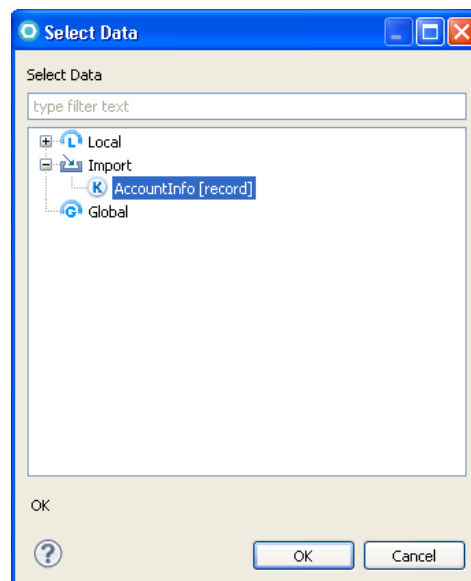 Select Data
Select Data
type filter text
L Local
Import
K AccountInfo [record]
G Global
OK
? OK Cancel